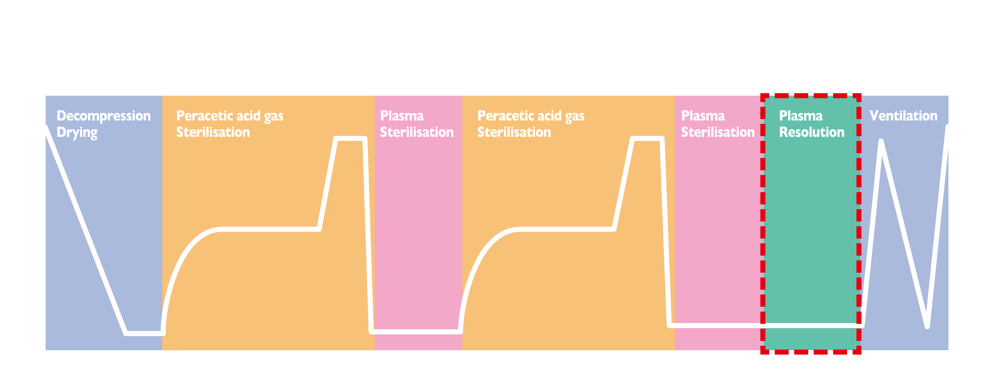 Decompression
Drying
Peracetic acid gas
Sterilisation
Plasma
Sterilisation
Peracetic acid gas
Sterilisation
Plasma
Sterilisation
Plasma
Resolution
Ventilation